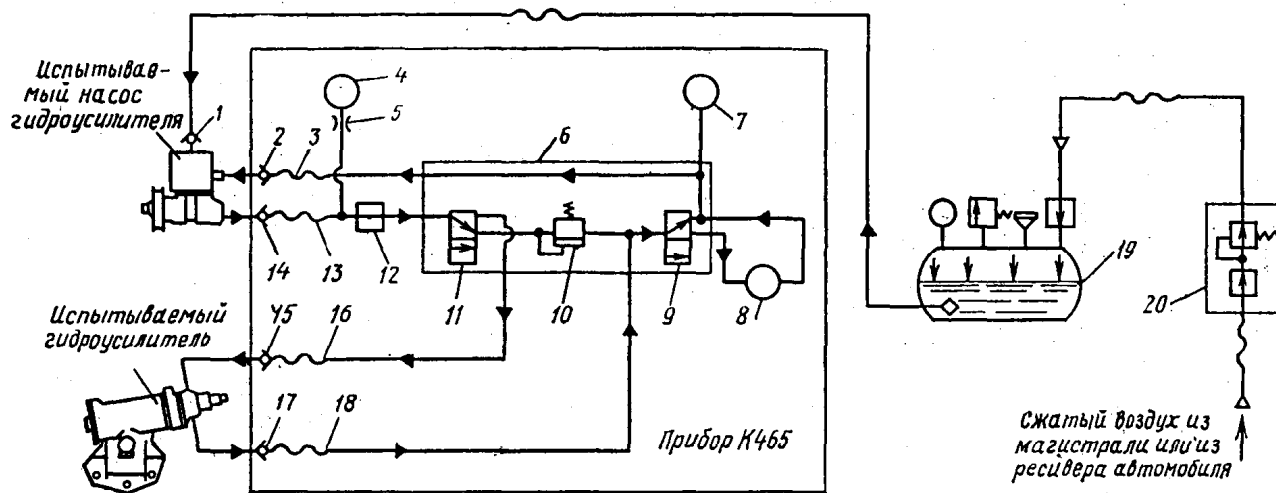 Испытывае-
мый насос
гидроусилителя
1
2
3
4
5
6
7
14
13
12
11
10
9
8
19
20
Испытываемый
гидроусилитель
15
16
17
18
Прибор К465
Сжатый воздух из
магистрали или из
ресивера автомобиля